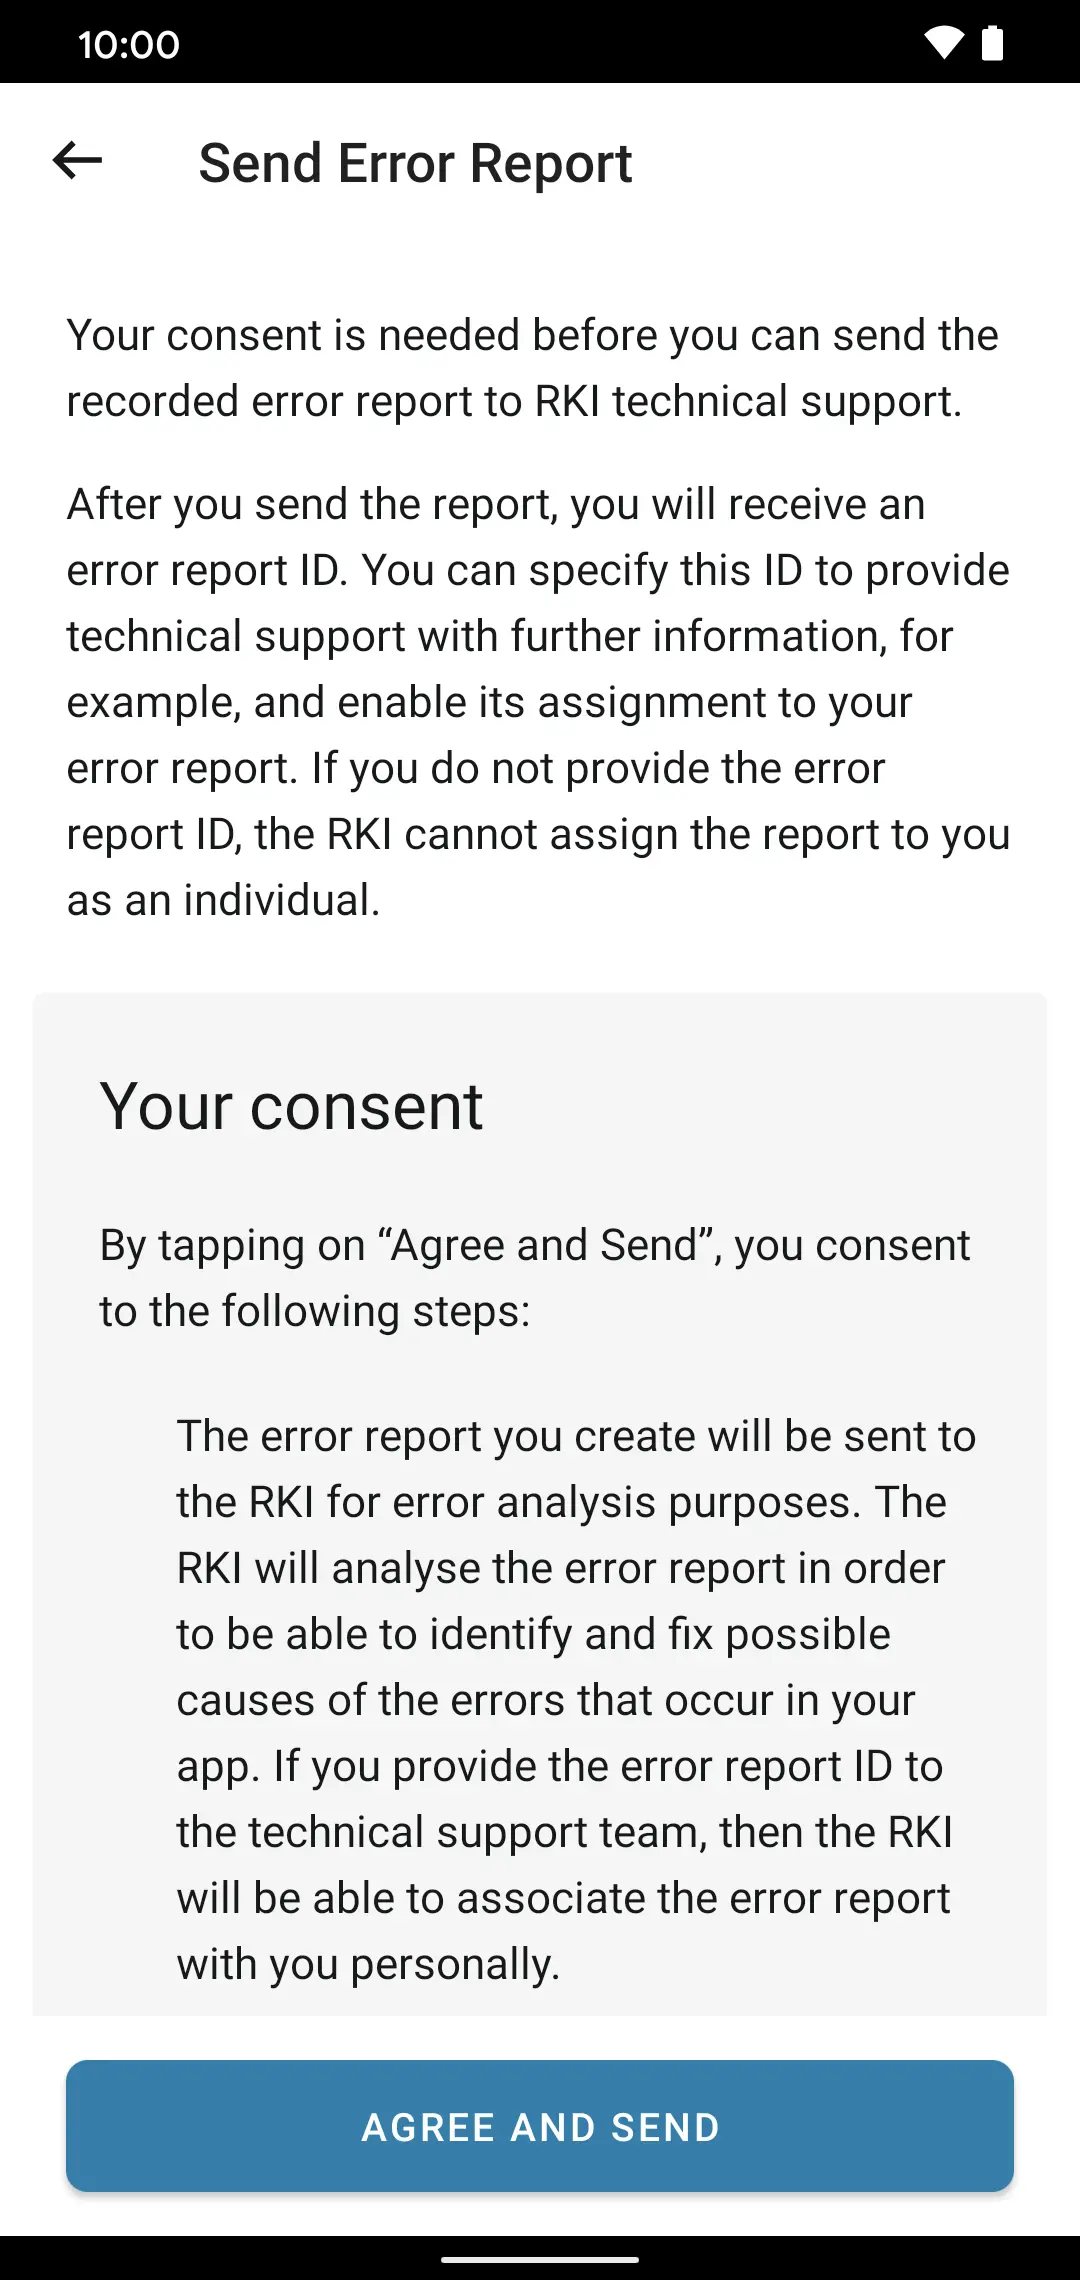 10:00
Send Error Report
Your consent is needed before you can send the
recorded error report to RKI technical support.
After you send the report, you will receive an
error report ID. You can specify this ID to provide
technical support with further information, for
example, and enable its assignment to your
error report. If you do not provide the error
report ID, the RKI cannot assign the report to you
as an individual.
Your consent
By tapping on “Agree and Send”, you consent
to the following steps:
The error report you create will be sent to
the RKI for error analysis purposes. The
RKI will analyse the error report in order
to be able to identify and fix possible
causes of the errors that occur in your
app. If you provide the error report ID to
the technical support team, then the RKI
will be able to associate the error report
with you personally.
AGREE AND SEND